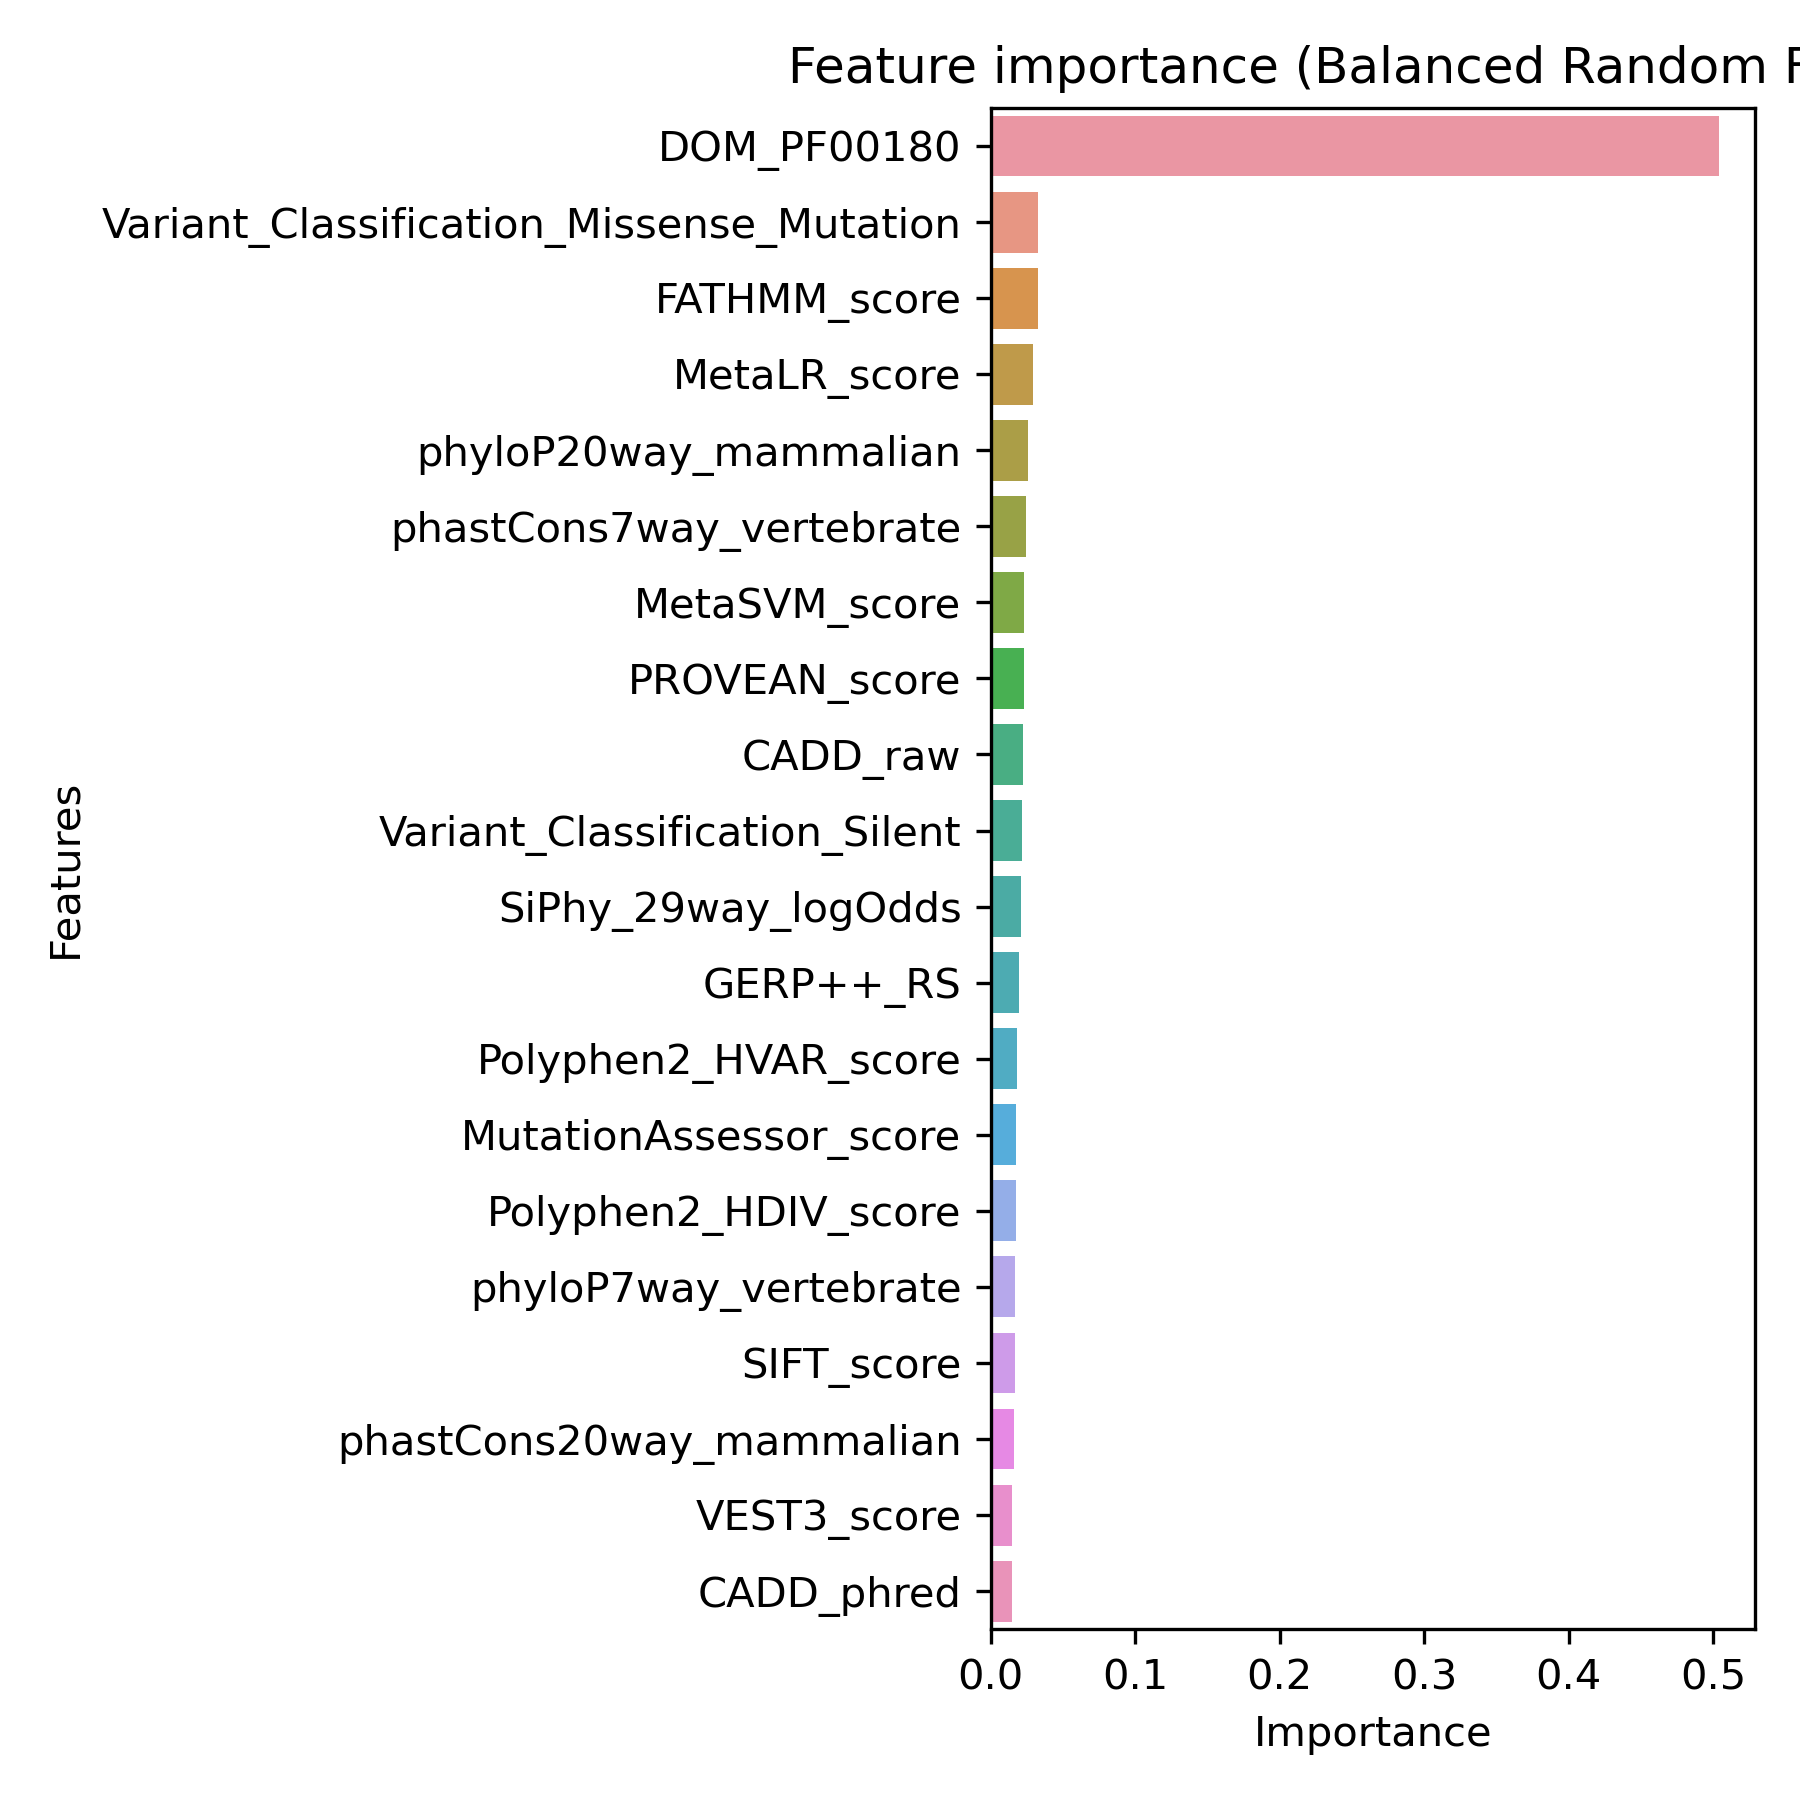 Feature importance (Balanced Random
DOM_PF00180
Variant_Classification_Missense_Mutation
FATHMM_score
MetaLR_score
phyloP20way_mammalian
phastCons7way_vertebrate
MetaSVM_score
PROVEAN_score
CADD_raw
Variant_Classification_Silent
SiPhy_29way_logOdds
GERP++_RS
Polyphen2_HVAR_score
MutationAssessor_score
Polyphen2_HDIV_score
phyloP7way_vertebrate
SIFT_score
phastCons20way_mammalian
VEST3_score
CADD_phred
Features
0.0 0.1 0.2 0.3 0.4 0.5
Importance